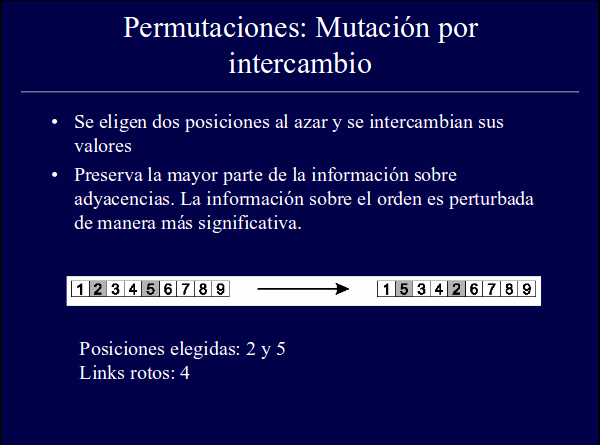 Permutaciones: Mutación por
intercambio
• Se eligen dos posiciones al azar y se intercambian sus
valores
• Preserva la mayor parte de la información sobre
adyacencias. La información sobre el orden es perturbada
de manera más significativa.
1 2 3 4 5 6 7 8 9 1 5 3 4 2 6 7 8 9
Posiciones elegidas: 2 y 5
Links rotos: 4